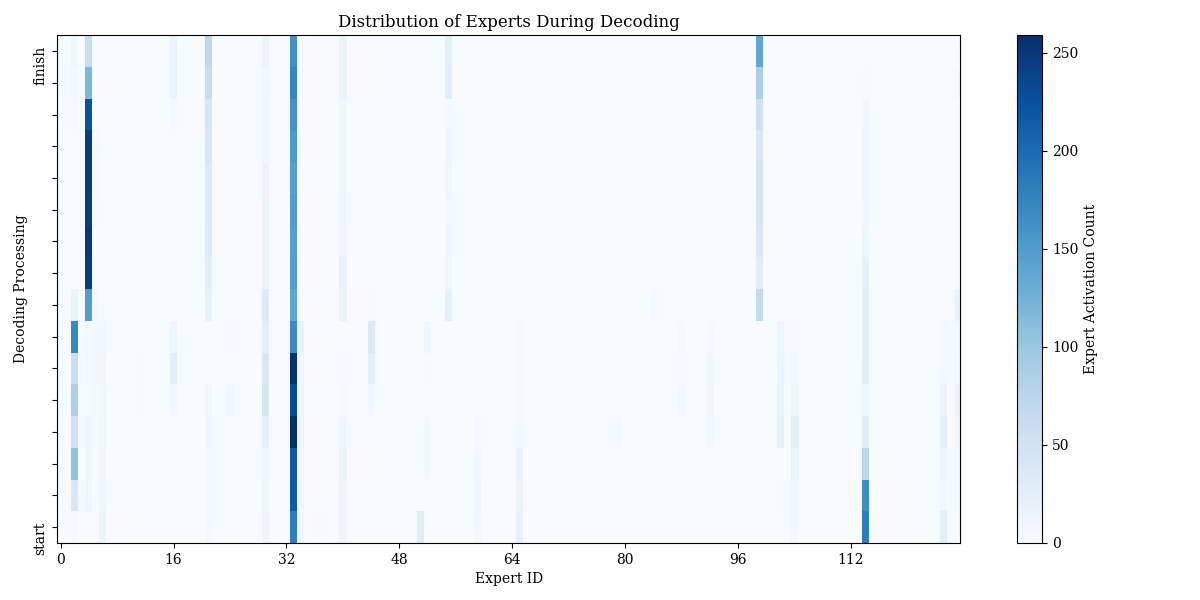 Distribution of Experts During Decoding
finish
Decoding Processing
start
0 16 32 48 64 80 96 112
Expert ID
250
200
150
100
50
0
Expert Activation Count